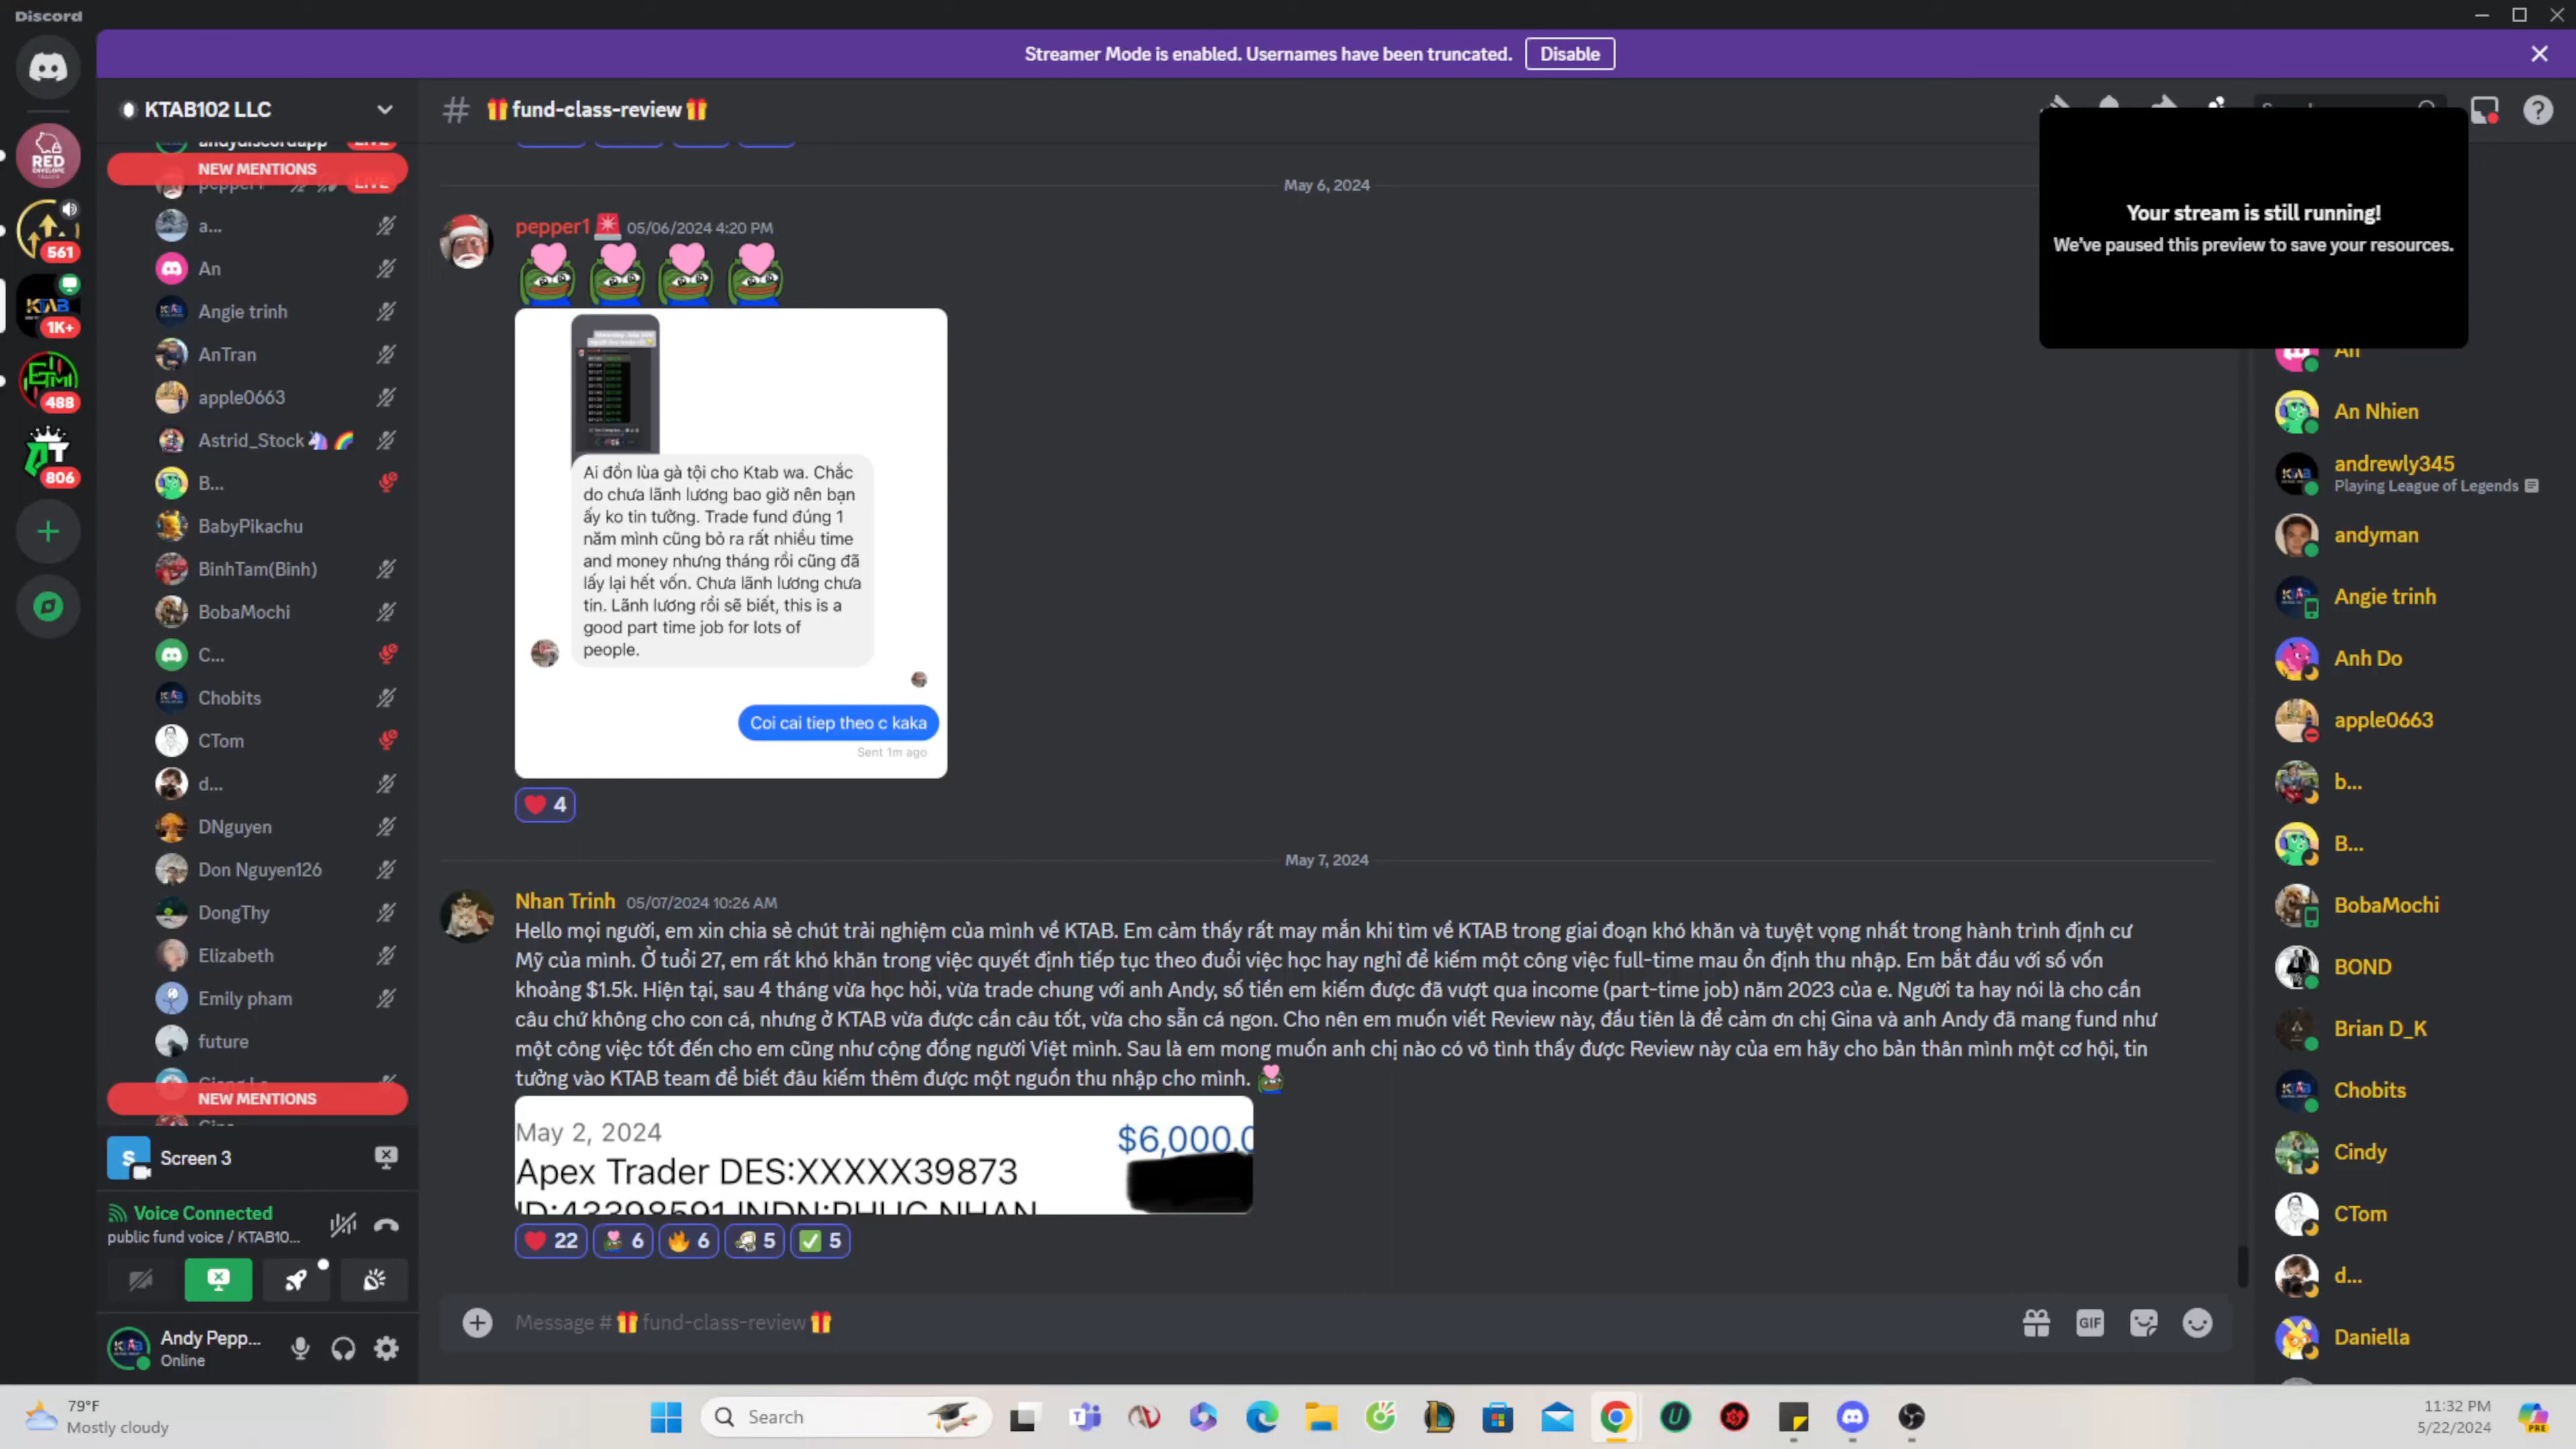 Discord
Streamer Mode is enabled. Usernames have been truncated. Disable
KTAB102 LLC
andydiscordapp
NEW MENTIONS
a...
An
Angie trinh
AnTran
apple0663
Astrid_Stock
B...
BabyPikachu
BinhTam(Binh)
BobaMochi
C...
Chobits
CTom
d...
DNguyen
Don Nguyen126
DongThy
Elizabeth
Emily pham
future
NEW MENTIONS
Screen 3
Voice Connected
public fund voice / KTAB10...
Andy Pepp...
Online
RED
561
KTAB
1K+
488
806
# fund-class-review
May 6, 2024
pepper1 05/06/2024 4:20 PM
Ai đồn lùa gà tội cho Ktab wa. Chắc
do chưa lãnh lương bao giờ nên bạn
ấy ko tin tưởng. Trade fund đúng 1
năm mình cũng bỏ ra rất nhiều time
and money nhưng tháng rồi cũng đã
lấy lại hết vốn. Chưa lãnh lương chưa
tin. Lãnh lương rồi sẽ biết, this is a
good part time job for lots of
people.
Coi cai tiep theo c kaka
Sent 1m ago
4
May 7, 2024
Nhan Trinh 05/07/2024 10:26 AM
Hello mọi người, em xin chia sẻ chút trải nghiệm của mình về KTAB. Em cảm thấy rất may mắn khi tìm về KTAB trong giai đoạn khó khăn và tuyệt vọng nhất trong hành trình định cư
Mỹ của mình. Ở tuổi 27, em rất khó khăn trong việc quyết định tiếp tục theo đuổi việc học hay nghỉ để kiếm một công việc full-time mau ổn định thu nhập. Em bắt đầu với số vốn
khoảng $1.5k. Hiện tại, sau 4 tháng vừa học hỏi, vừa trade chung với anh Andy, số tiền em kiếm được đã vượt qua income (part-time job) năm 2023 của e. Người ta hay nói là cho cần
câu chứ không cho con cá, nhưng ở KTAB vừa được cần câu tốt, vừa cho sẵn cá ngon. Cho nên em muốn viết Review này, đầu tiên là để cảm ơn chị Gina và anh Andy đã mang fund như
một công việc tốt đến cho em cũng như cộng đồng người Việt mình. Sau là em mong muốn anh chị nào có vô tình thấy được Review này của em hãy cho bản thân mình một cơ hội, tin
tưởng vào KTAB team để biết đâu kiếm thêm được một nguồn thu nhập cho mình.
May 2, 2024 $6,000.0
Apex Trader DES:XXXXX39873
ID:43398591 INDN:PHUC NHAN
22 6 6 5 5
Message # fund-class-review
GIF
Your stream is still running!
We've paused this preview to save your resources.
An
An Nhien
andrewly345
Playing League of Legends
andyman
Angie trinh
Anh Do
apple0663
b...
B...
BobaMochi
BOND
Brian D_K
Chobits
Cindy
CTom
d...
Daniella
79°F
Mostly cloudy
Search
11:32 PM
5/22/2024
PRE